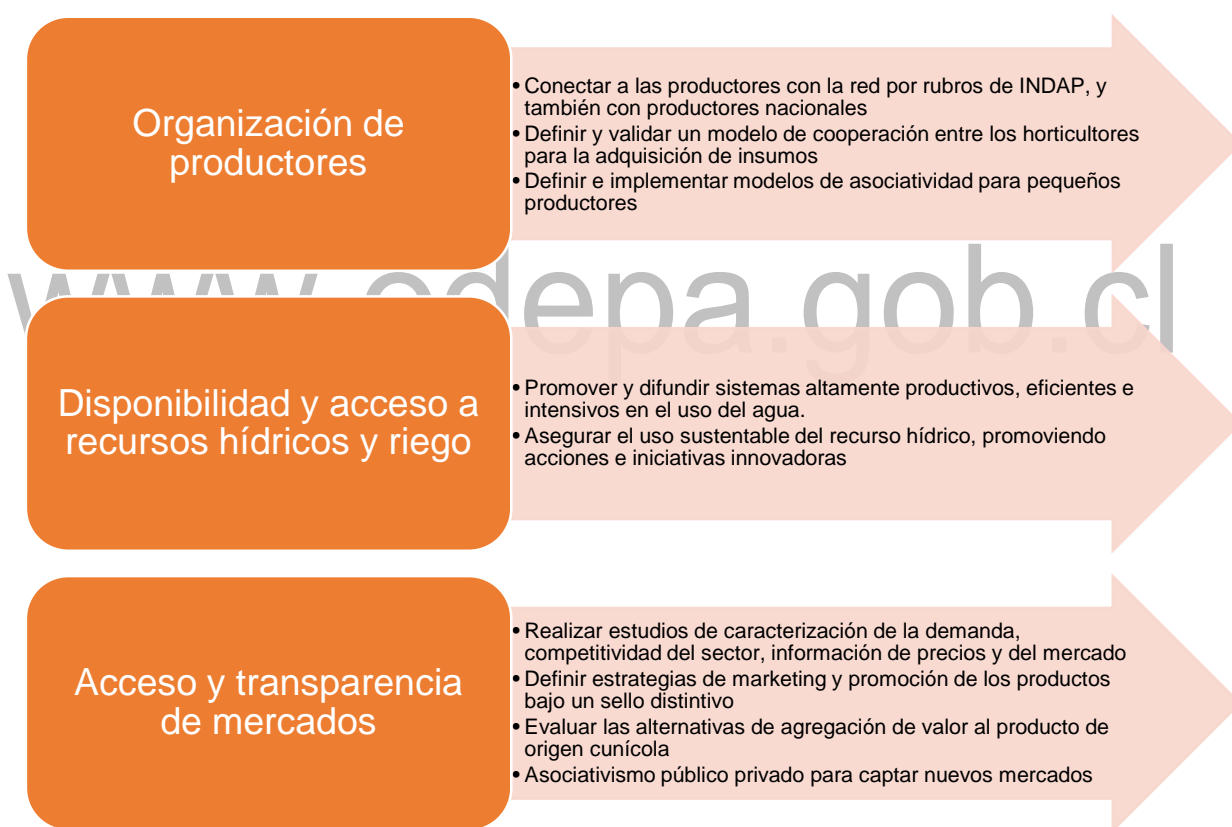 Organización de
productores
• Conectar a las productores con la red por rubros de INDAP, y
también con productores nacionales
• Definir y validar un modelo de cooperación entre los horticultores
para la adquisición de insumos
• Definir e implementar modelos de asociatividad para pequeños
productores
www.odepa.gob.cl
Disponibilidad y acceso a
recursos hídricos y riego
• Promover y difundir sistemas altamente productivos, eficientes e
intensivos en el uso del agua.
• Asegurar el uso sustentable del recurso hídrico, promoviendo
acciones e iniciativas innovadoras
Acceso y transparencia
de mercados
• Realizar estudios de caracterización de la demanda,
competitividad del sector, información de precios y del mercado
• Definir estrategias de marketing y promoción de los productos
bajo un sello distintivo
• Evaluar las alternativas de agregación de valor al producto de
origen cunícola
• Asociativismo público privado para captar nuevos mercados